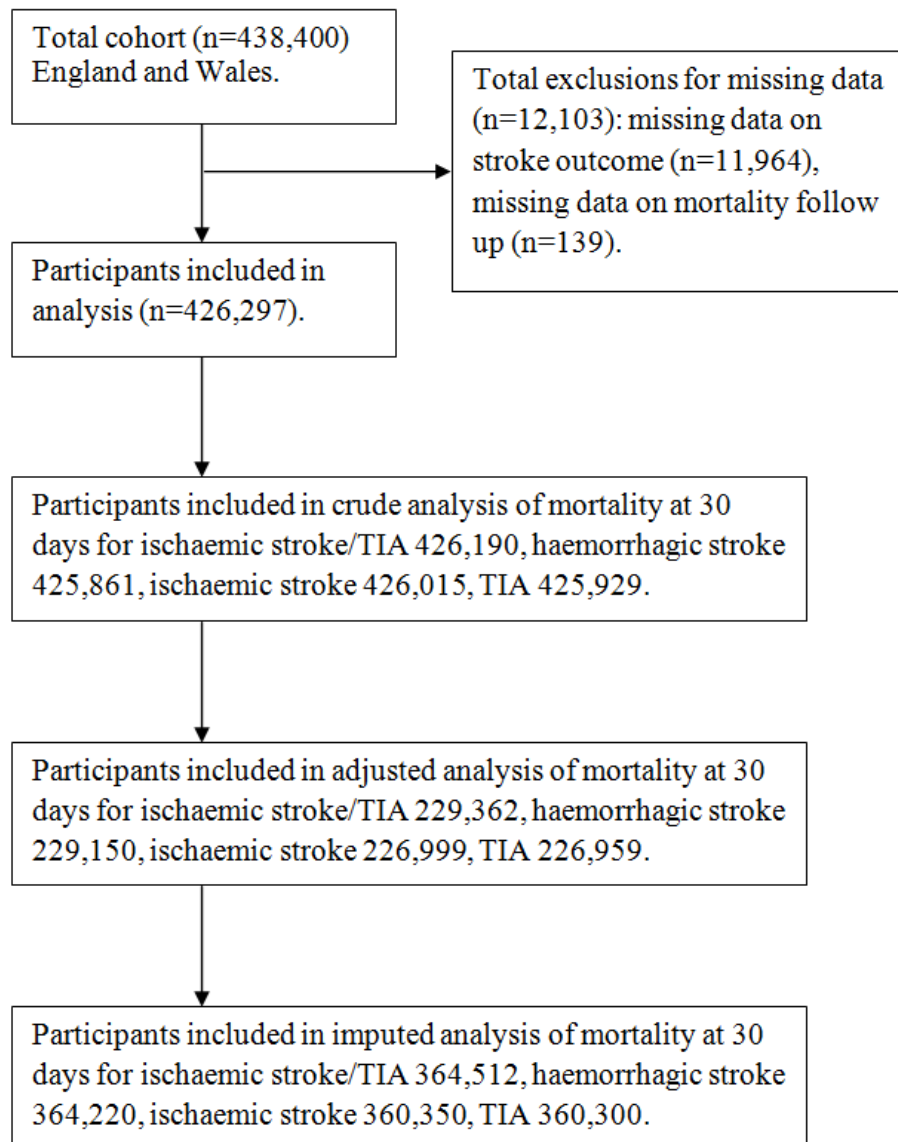 Total cohort (n=438,400)
England and Wales.
Total exclusions for missing data
(n=12,103): missing data on
stroke outcome (n=11,964),
missing data on mortality follow
up (n=139).
Participants included in
analysis (n=426,297).
Participants included in crude analysis of mortality at 30
days for ischaemic stroke/TIA 426,190, haemorrhagic stroke
425,861, ischaemic stroke 426,015, TIA 425,929.
Participants included in adjusted analysis of mortality at 30
days for ischaemic stroke/TIA 229,362, haemorrhagic stroke
229,150, ischaemic stroke 226,999, TIA 226,959.
Participants included in imputed analysis of mortality at 30
days for ischaemic stroke/TIA 364,512, haemorrhagic stroke
364,220, ischaemic stroke 360,350, TIA 360,300.